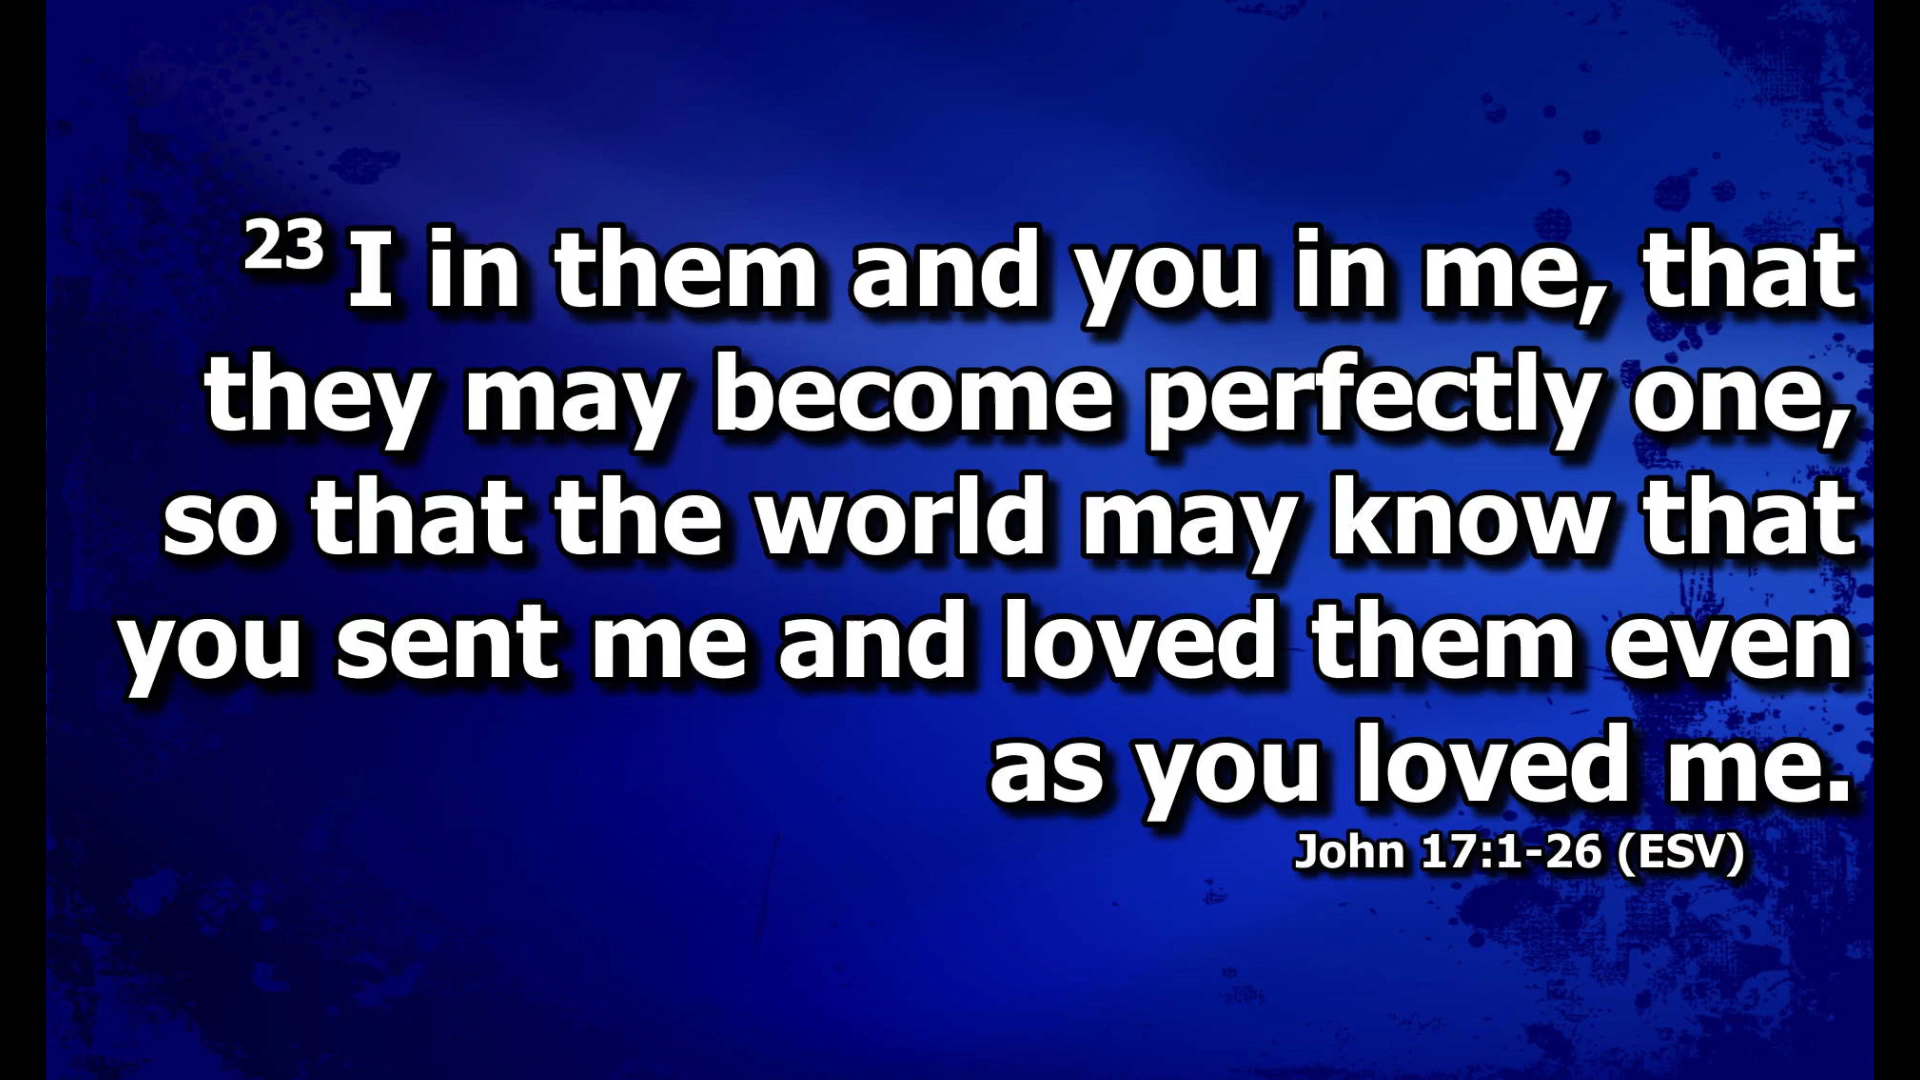 23 I in them and you in me, that
they may become perfectly one,
so that the world may know that
you sent me and loved them even
as you loved me.
John 17:1-26 (ESV)